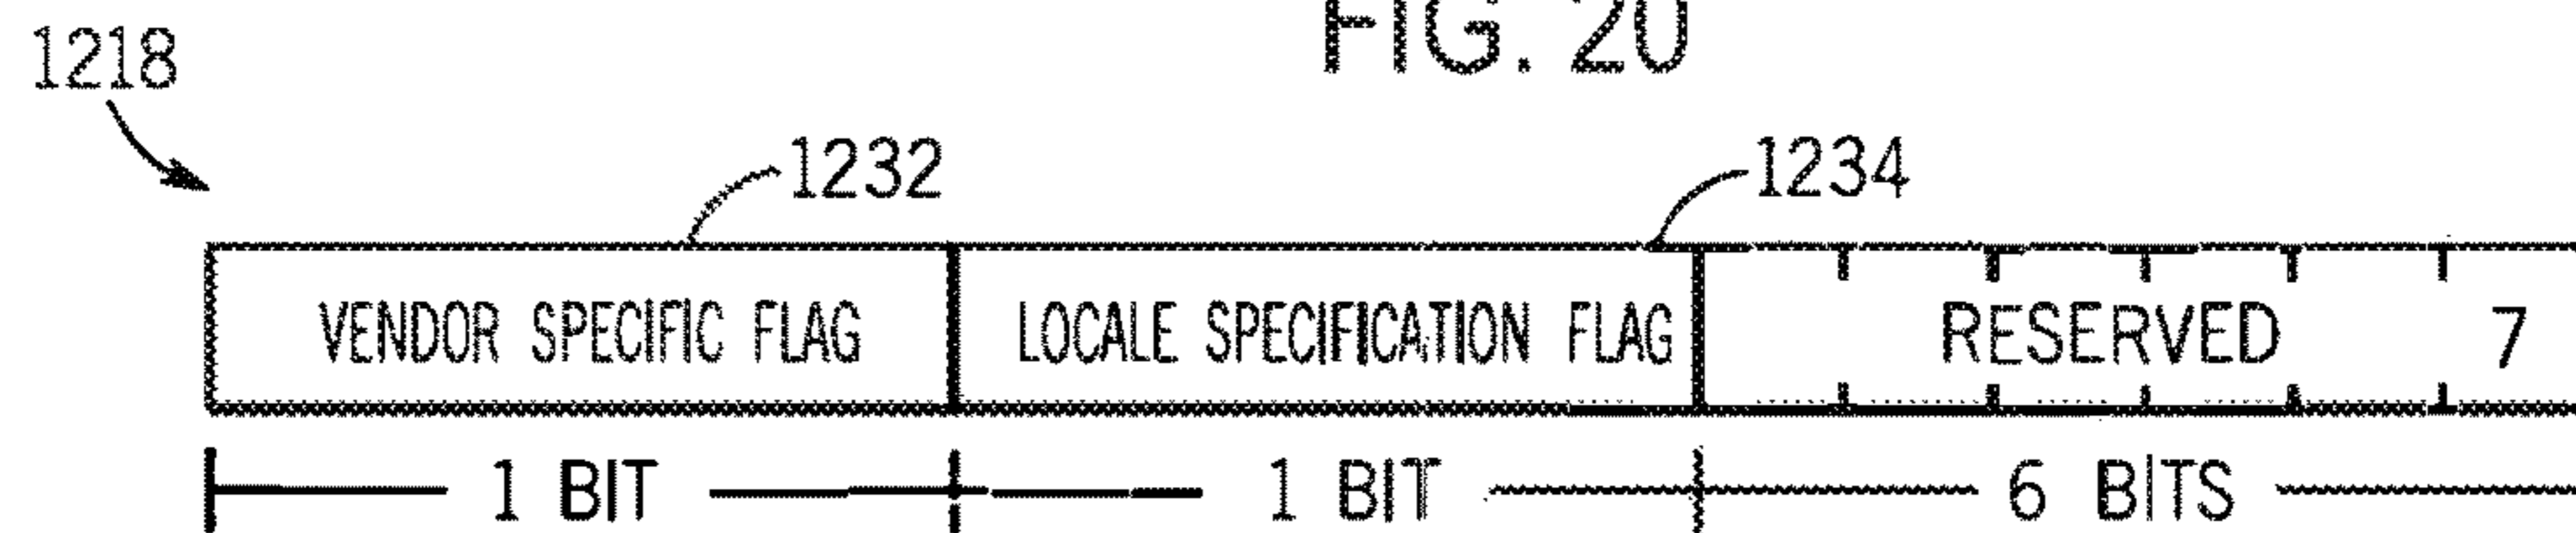 FIG. 20
1218
1232 1234
VENDOR SPECIFIC FLAG LOCALE SPECIFICATION FLAG RESERVED 7
1 BIT 1 BIT 6 BITS